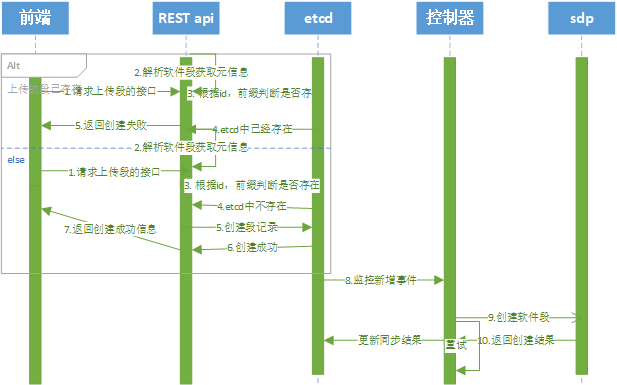 前端 REST api etcd 控制器 sdp
Alt
2.解析软件段获取元信息
上传的段已存在
1.请求上传段的接口
3. 根据id，前缀判断是否存
5.返回创建失败
4.etcd中已经存在
2.解析软件段获取元信息
else
1.请求上传段的接口
3. 根据id，前缀判断是否存在
4.etcd中不存在
7.返回创建成功信息
5.创建段记录
6.创建成功
8.监控新增事件
9.创建软件段
更新同步结果
重试
10.返回创建结果